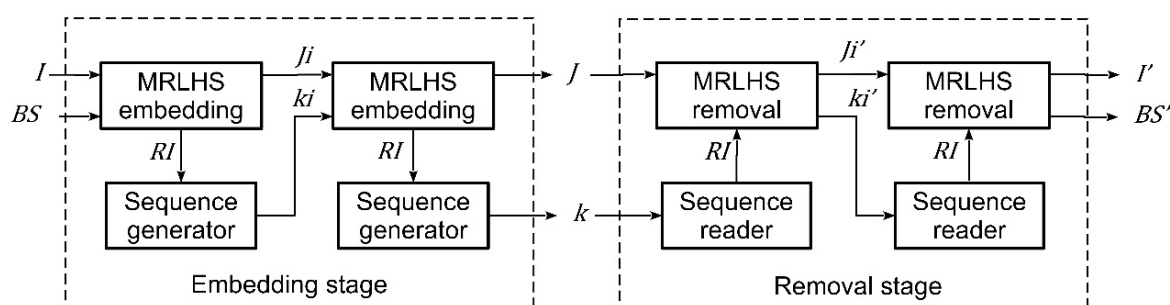 I
BS
MRLHS
embedding
RI
Sequence
generator
Ji
ki
MRLHS
embedding
RI
Sequence
generator
Embedding stage
J
k
MRLHS
removal
RI
Sequence
reader
Ji’
ki’
MRLHS
removal
RI
Sequence
reader
Removal stage
I’
BS’